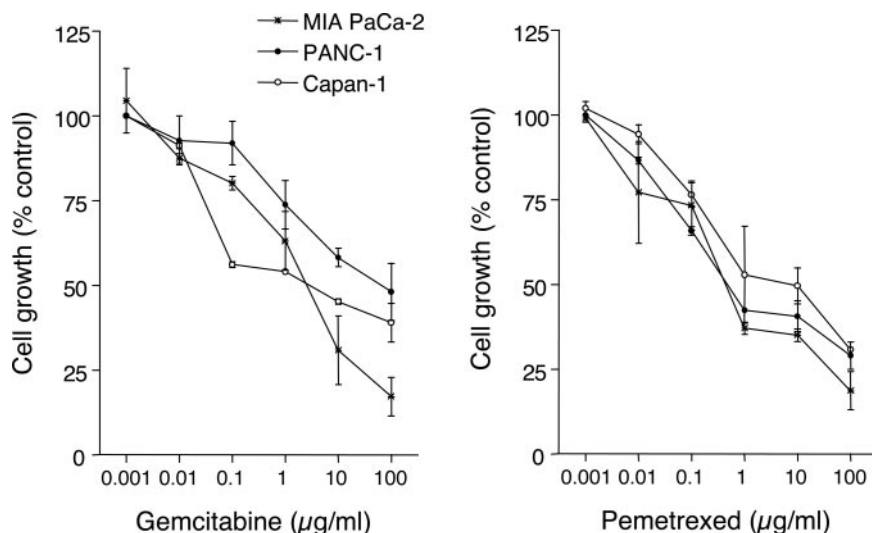 MIA PaCa-2
PANC-1
Capan-1
Cell growth (% control)
125
100
75
50
25
0
0.001 0.01 0.1 1 10 100
Gemcitabine (µg/ml)
Cell growth (% control)
125
100
75
50
25
0
0.001 0.01 0.1 1 10 100
Pemetrexed (µg/ml)